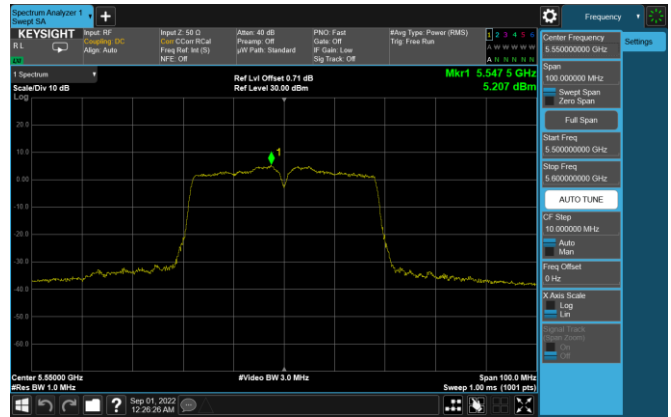 Spectrum Analyzer 1
Swept SA
Frequency
KEYSIGHT
R L
Input: RF
Coupling: DC
Align: Auto
Input Z: 50 Ω
Corr CCorr RCal
Freq Ref: Int (S)
NFE: Off
Atten: 40 dB
Preamp: Off
µW Path: Standard
PNO: Fast
Gate: Off
IF Gain: Low
Sig Track: Off
#Avg Type: Power (RMS)
Trig: Free Run
1 2 3 4 5 6
A W W W W W
A N N N N N
LW
1 Spectrum
Scale/Div 10 dB
Log
Ref Lvl Offset 0.71 dB
Ref Level 30.00 dBm
Mkr1 5.547 5 GHz
5.207 dBm
1
20.0
10.0
0.00
-10.0
-20.0
-30.0
-40.0
-50.0
-60.0
Center 5.55000 GHz
#Res BW 1.0 MHz
#Video BW 3.0 MHz
Span 100.0 MHz
Sweep 1.00 ms (1001 pts)
Center Frequency
5.550000000 GHz
Settings
Span
100.000000 MHz
Swept Span
Zero Span
Full Span
Start Freq
5.500000000 GHz
Stop Freq
5.600000000 GHz
AUTO TUNE
CF Step
10.000000 MHz
Auto
Man
Freq Offset
0 Hz
X Axis Scale
Log
Lin
Signal Track
(Span Zoom)
On
Off
?
Sep 01, 2022
12:26:26 AM